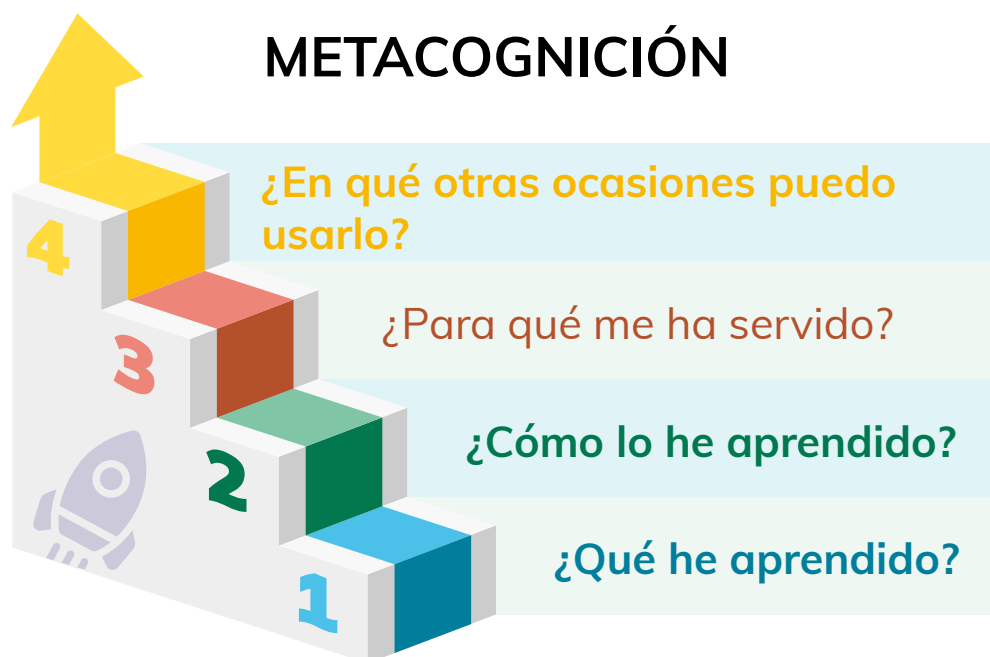 METACOGNICIÓN
¿En qué otras ocasiones puedo
usarlo?
4
¿Para qué me ha servido?
3
¿Cómo lo he aprendido?
2
¿Qué he aprendido?
1